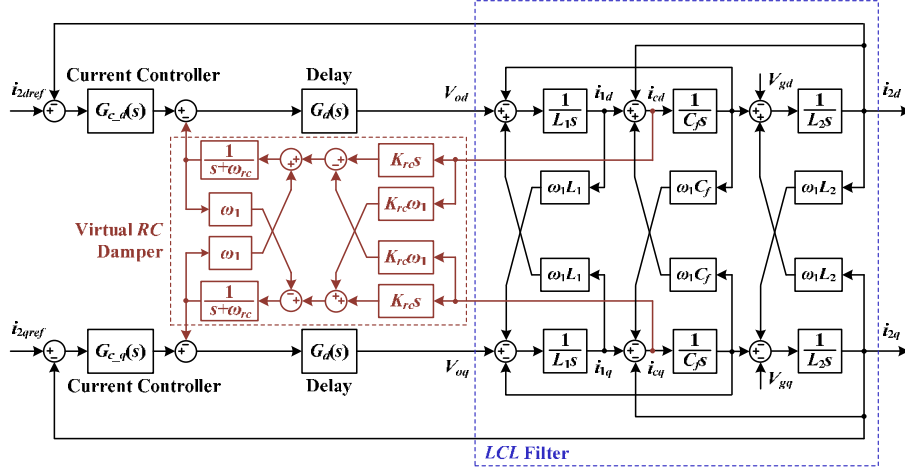 Current Controller
Delay
i2dref
Gc_d(s)
Gd(s)
Vod
1/L1s
i1d
icd
1/Cfs
Vgd
1/L2s
i2d
1/s+ωrc
Krcs
ω1
Krcω1
ω1L1
ω1Cf
ω1L2
Virtual RC
Damper
ω1
Krcω1
ω1L1
ω1Cf
ω1L2
1/s+ωrc
Krcs
i2qref
Gc_q(s)
Gd(s)
Voq
1/L1s
i1q
icq
1/Cfs
Vgq
1/L2s
i2q
Current Controller
Delay
LCL Filter